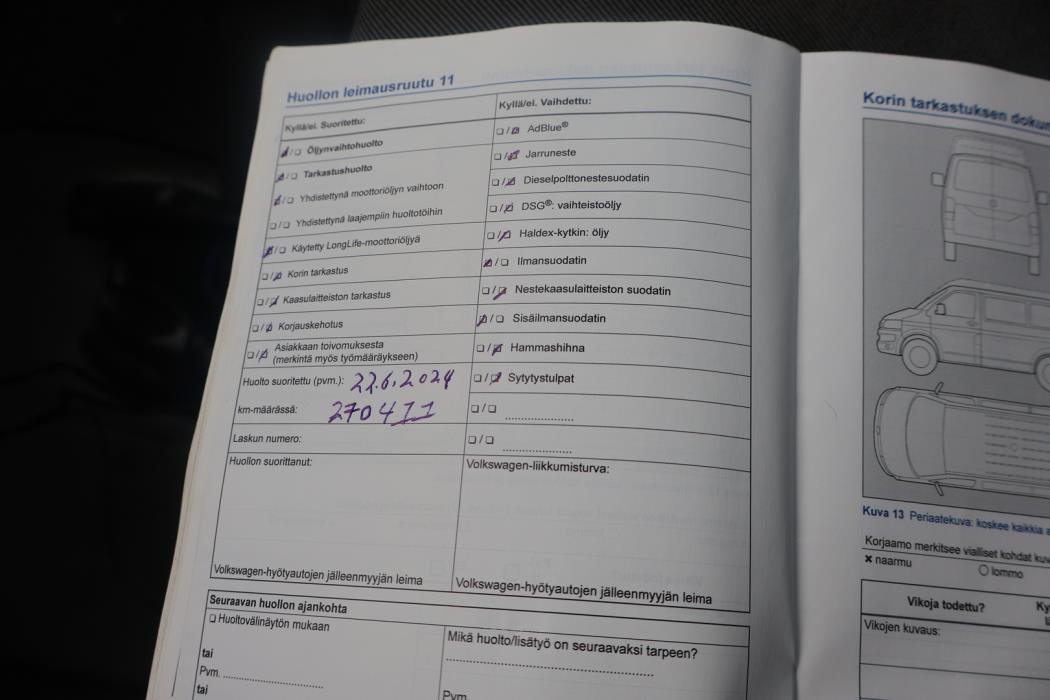 Huollon leimausruutu 11
Kyllä/ei. Suoritettu:
☑/☐ Öljynvaihtohuolto
☑/☐ Tarkastushuolto
☑/☐ Yhdistettynä moottoriöljyn vaihtoon
☐/☐ Yhdistettynä laajempiin huoltotöihin
☑/☐ Käytetty LongLife-moottoriöljyä
☐/☑ Korin tarkastus
☐/☑ Kaasulaitteiston tarkastus
☐/☑ Korjauskehotus
☐/☑ Asiakkaan toivomuksesta
(merkintä myös työmääräykseen)
Huolto suoritettu (pvm.): 27.6.2024
km-määrässä: 270411
Laskun numero:
Huollon suorittanut:
Volkswagen-hyötyautojen jälleenmyyjän leima
Kyllä/ei. Vaihdettu:
☐/☑ AdBlue®
☐/☑ Jarruneste
☐/☑ Dieselpolttonestesuodatin
☐/☑ DSG®: vaihteistoöljy
☐/☑ Haldex-kytkin: öljy
☑/☐ Ilmansuodatin
☐/☑ Nestekaasulaitteiston suodatin
☑/☐ Sisäilmansuodatin
☐/☑ Hammashihna
☐/☑ Sytytystulpat
☐/☐ ....................
☐/☐ ....................
Volkswagen-liikkumisturva:
Volkswagen-hyötyautojen jälleenmyyjän leima
Seuraavan huollon ajankohta
☐ Huoltovälinäytön mukaan
tai
Pvm. ..............................
tai
Mikä huolto/lisätyö on seuraavaksi tarpeen?
..................................................
Pvm.
Korin tarkastuksen
Kuva 13 Periaatekuva: koskee kaikkia
Korjaamo merkitsee vialliset kohdat
✖ naarmu
○ lommo
Vikoja todettu?
Vikojen kuvaus: